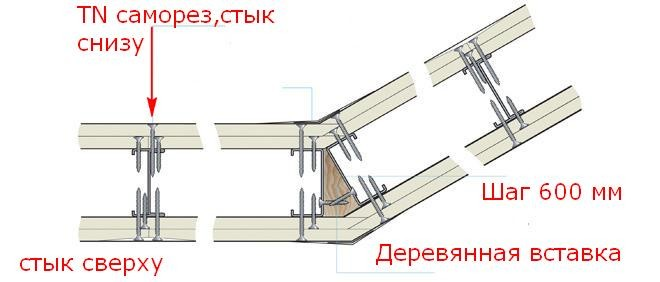 TN саморез,стык
снизу
Шаг 600 мм
Деревянная вставка
стык сверху